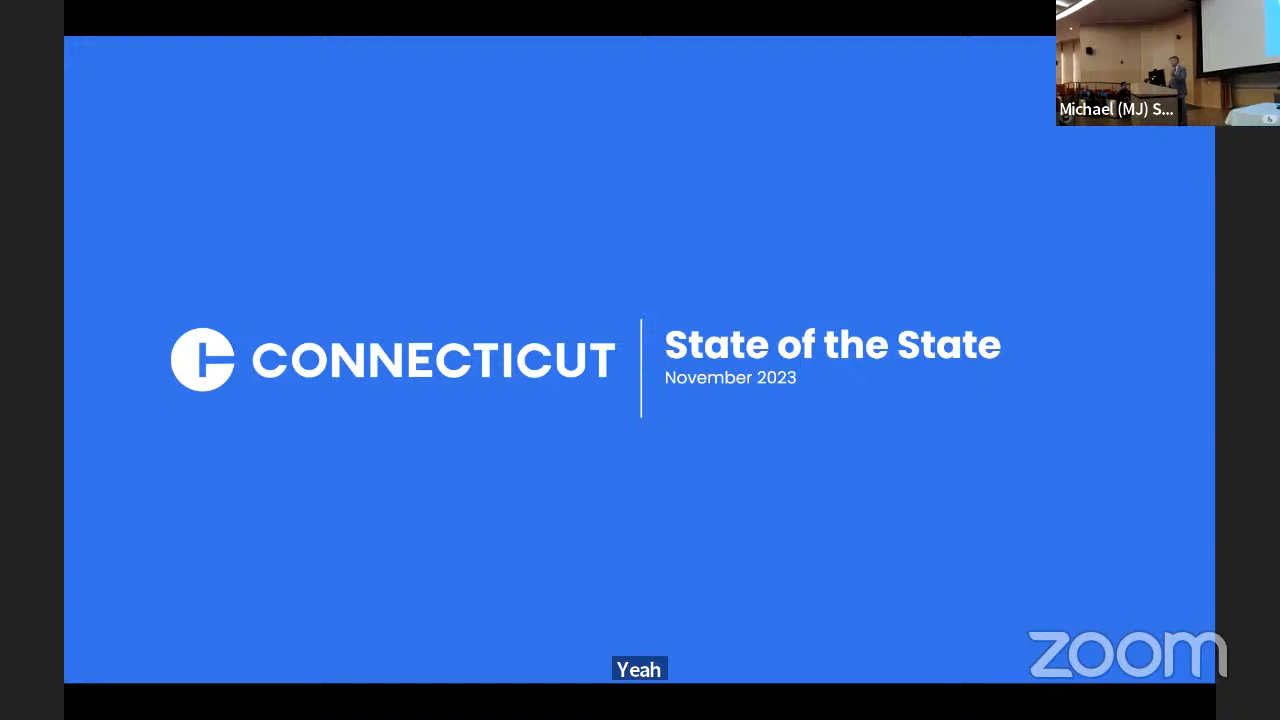 Michael (MJ) S...
CONNECTICUT
State of the State
November 2023
Yeah
zoom